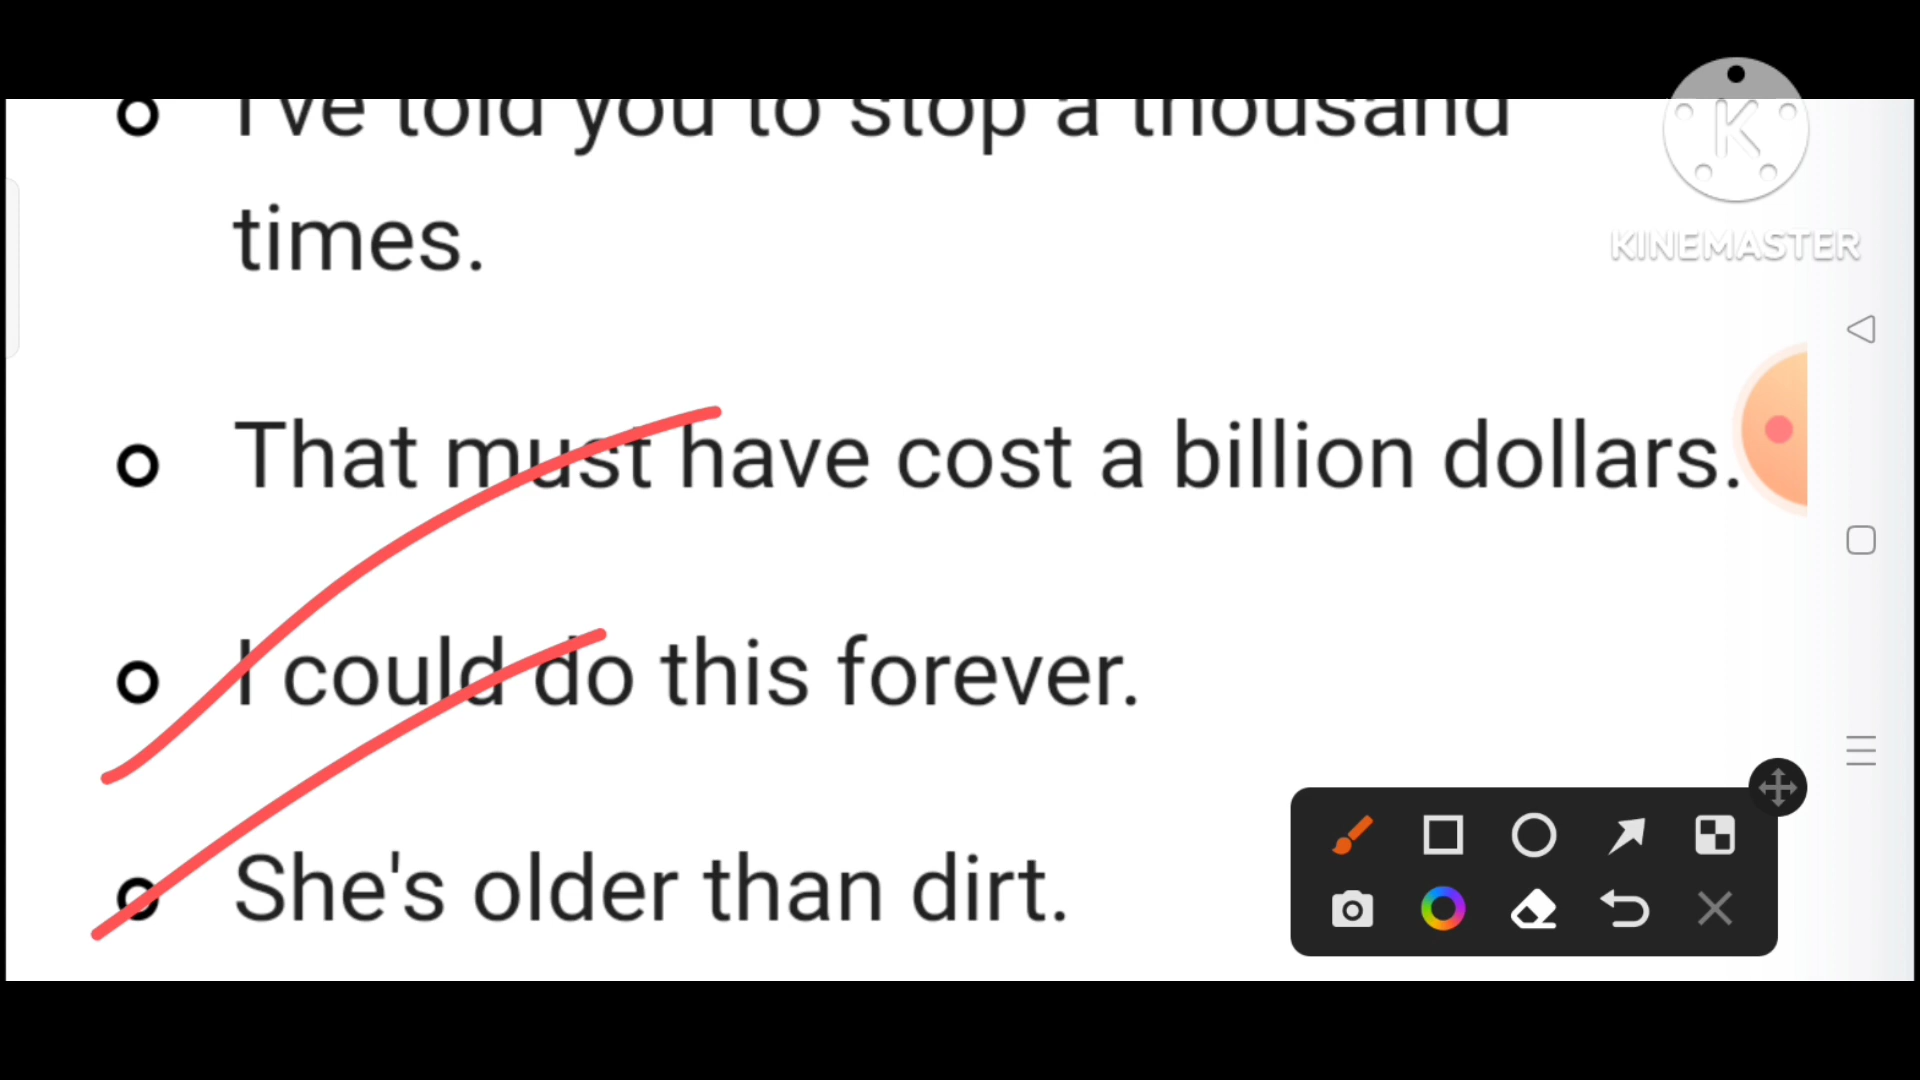 I've told you to stop a thousand
times.
That must have cost a billion dollars.
I could do this forever.
She's older than dirt.
K
KINEMASTER